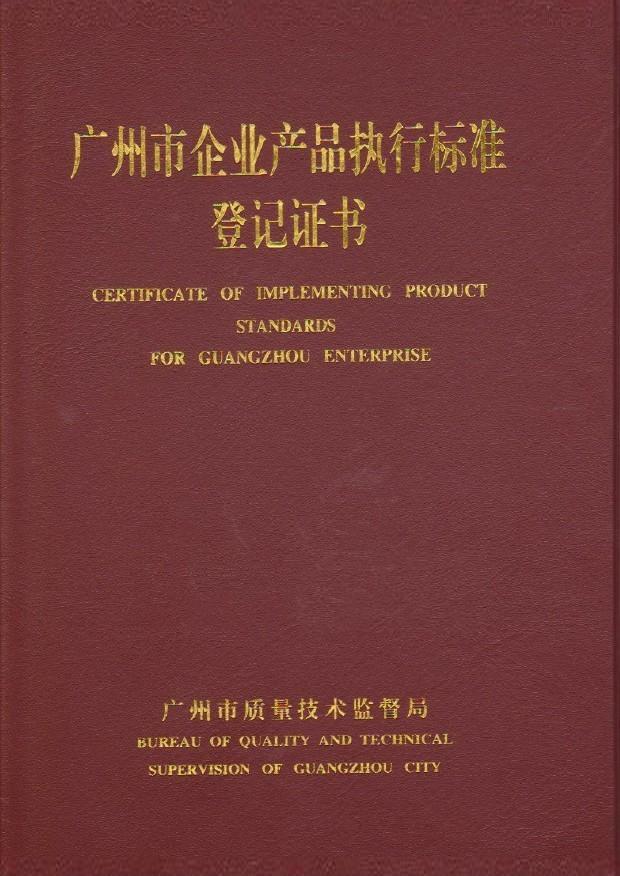 广州市企业产品执行标准
登记证书
CERTIFICATE OF IMPLEMENTING PRODUCT
STANDARDS
FOR GUANGZHOU ENTERPRISE
广州市质量技术监督局
BUREAU OF QUALITY AND TECHNICAL
SUPERVISION OF GUANGZHOU CITY